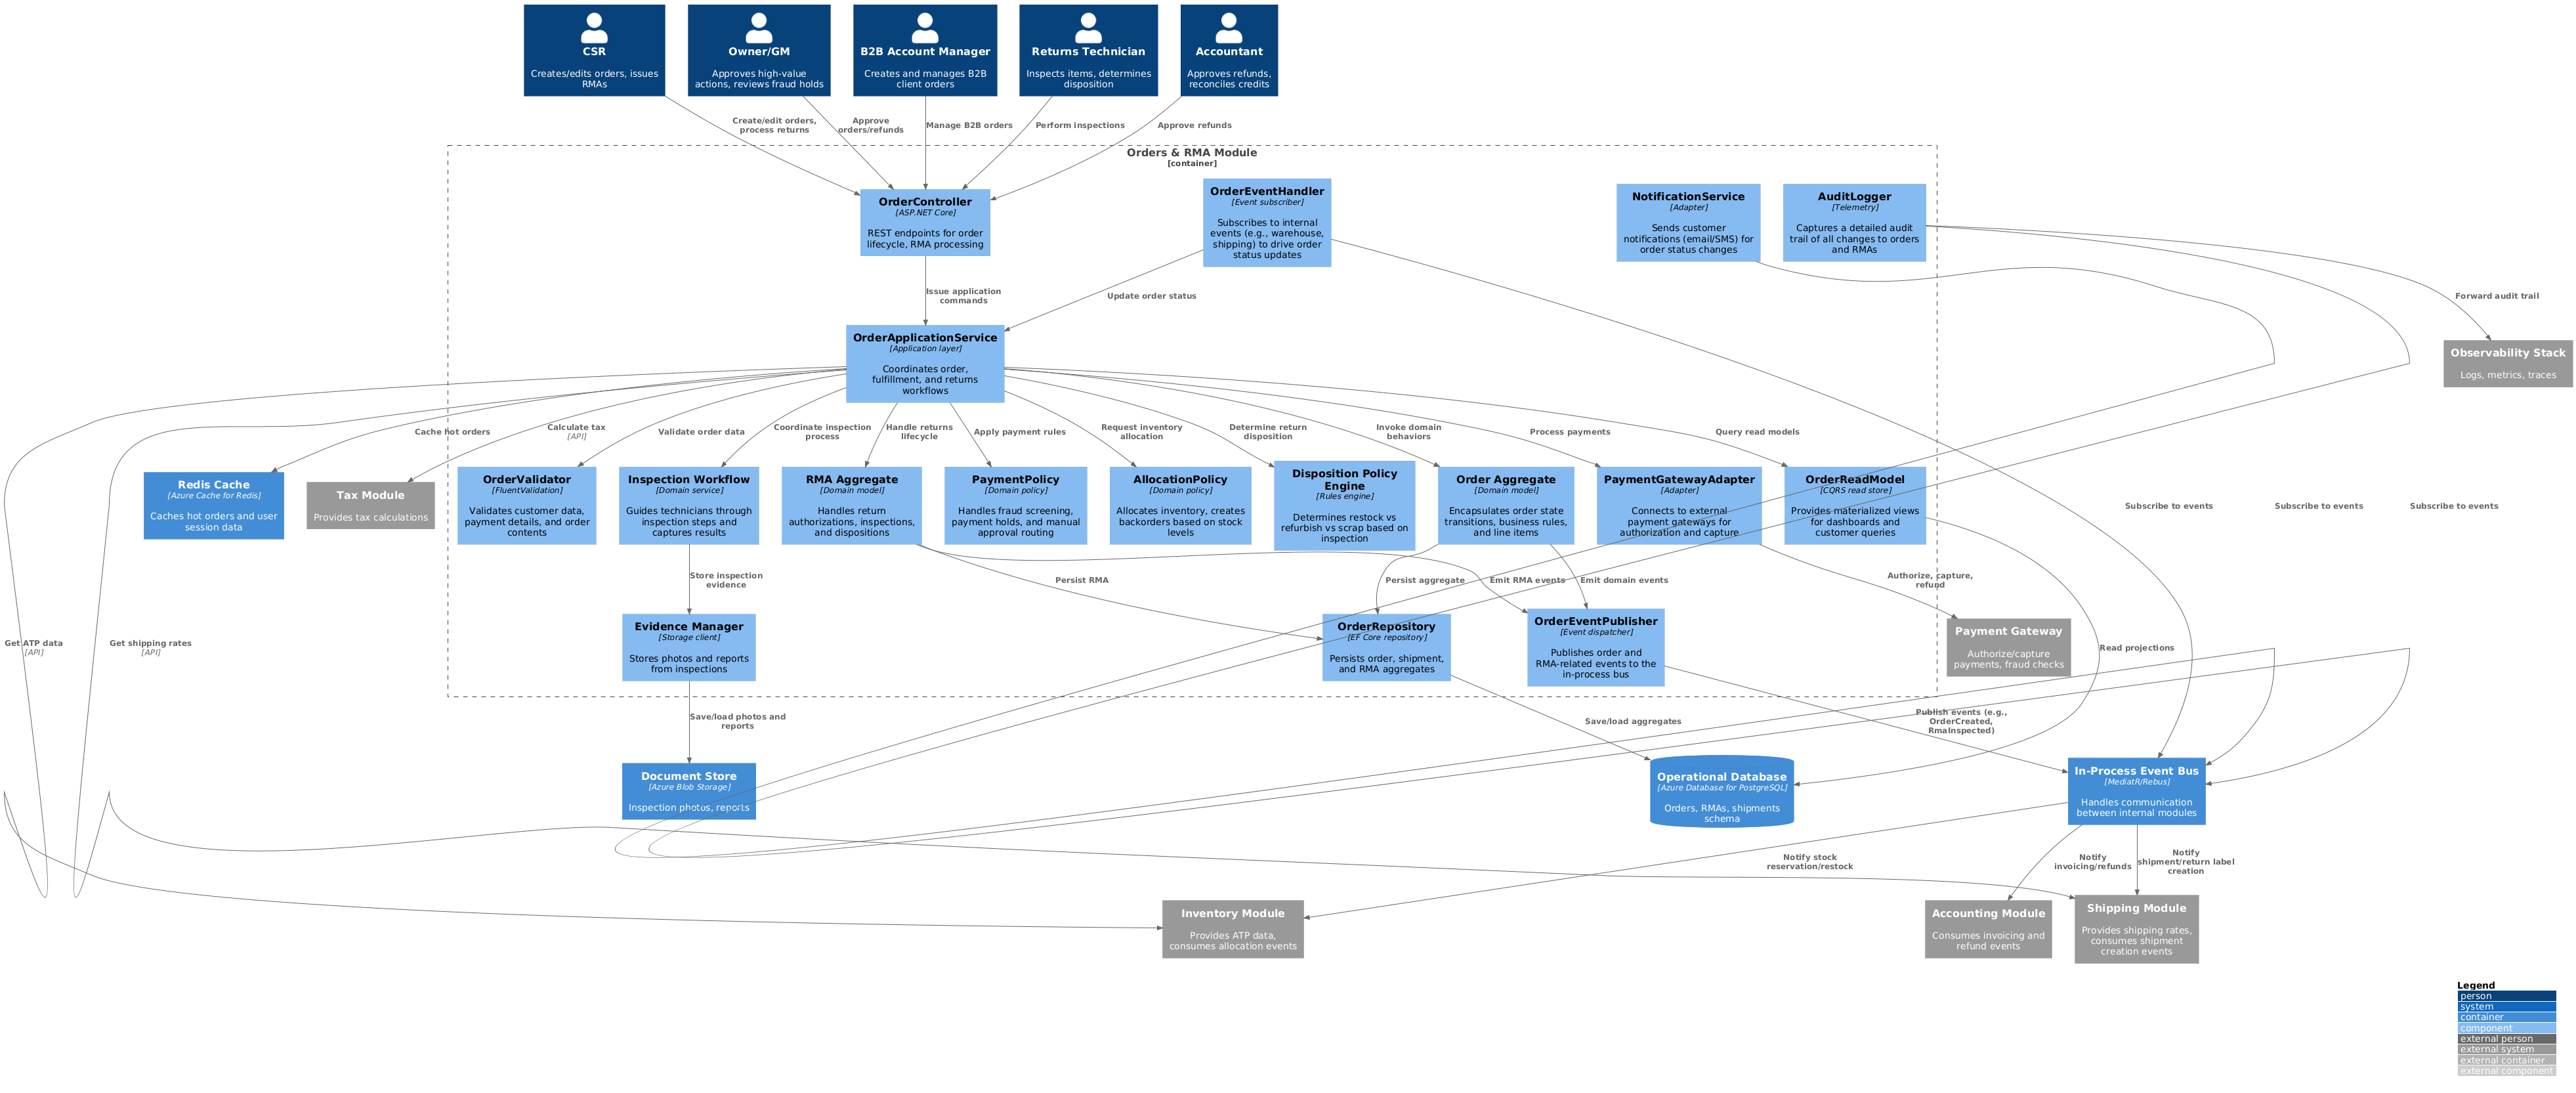 CSR
Creates/edits orders, issues
RMAs
Owner/GM
Approves high-value
actions, reviews fraud holds
B2B Account Manager
Creates and manages B2B
client orders
Returns Technician
Inspects items, determines
disposition
Accountant
Approves refunds,
reconciles credits
Create/edit orders,
process returns
Approve
orders/refunds
Manage B2B orders
Perform inspections
Approve refunds
Orders & RMA Module
[container]
OrderController
[ASP.NET Core]
REST endpoints for order
lifecycle, RMA processing
OrderEventHandler
[Event subscriber]
Subscribes to internal
events (e.g., warehouse,
shipping) to drive order
status updates
NotificationService
[Adapter]
Sends customer
notifications (email/SMS) for
order status changes
AuditLogger
[Telemetry]
Captures a detailed audit
trail of all changes to orders
and RMAs
Issue application
commands
Update order status
Forward audit trail
OrderApplicationService
[Application layer]
Coordinates order,
fulfillment, and returns
workflows
Observability Stack
Logs, metrics, traces
Cache hot orders
Calculate tax
[API]
Validate order data
Coordinate inspection
process
Handle returns
lifecycle
Apply payment rules
Request inventory
allocation
Determine return
disposition
Invoke domain
behaviors
Process payments
Query read models
Redis Cache
[Azure Cache for Redis]
Caches hot orders and user
session data
Tax Module
Provides tax calculations
OrderValidator
[FluentValidation]
Validates customer data,
payment details, and order
contents
Inspection Workflow
[Domain service]
Guides technicians through
inspection steps and
captures results
RMA Aggregate
[Domain model]
Handles return
authorizations, inspections,
and dispositions
PaymentPolicy
[Domain policy]
Handles fraud screening,
payment holds, and manual
approval routing
AllocationPolicy
[Domain policy]
Allocates inventory, creates
backorders based on stock
levels
Disposition Policy
Engine
[Rules engine]
Determines restock vs
refurbish vs scrap based on
inspection
Order Aggregate
[Domain model]
Encapsulates order state
transitions, business rules,
and line items
PaymentGatewayAdapter
[Adapter]
Connects to external
payment gateways for
authorization and capture
OrderReadModel
[CQRS read store]
Provides materialized views
for dashboards and
customer queries
Subscribe to events
Subscribe to events
Subscribe to events
Store inspection
evidence
Persist RMA
Persist aggregate
Emit RMA events
Emit domain events
Authorize, capture,
refund
Get ATP data
[API]
Get shipping rates
[API]
Evidence Manager
[Storage client]
Stores photos and reports
from inspections
OrderRepository
[EF Core repository]
Persists order, shipment,
and RMA aggregates
OrderEventPublisher
[Event dispatcher]
Publishes order and
RMA-related events to the
in-process bus
Payment Gateway
Authorize/capture
payments, fraud checks
Read projections
Save/load photos and
reports
Save/load aggregates
Publish events (e.g.,
OrderCreated,
RmaInspected)
Document Store
[Azure Blob Storage]
Inspection photos, reports
Operational Database
[Azure Database for PostgreSQL]
Orders, RMAs, shipments
schema
In-Process Event Bus
[MediatR/Rebus]
Handles communication
between internal modules
Notify stock
reservation/restock
Notify
invoicing/refunds
Notify
shipment/return label
creation
Inventory Module
Provides ATP data,
consumes allocation events
Accounting Module
Consumes invoicing and
refund events
Shipping Module
Provides shipping rates,
consumes shipment
creation events
Legend
person
system
container
component
external person
external system
external container
external component